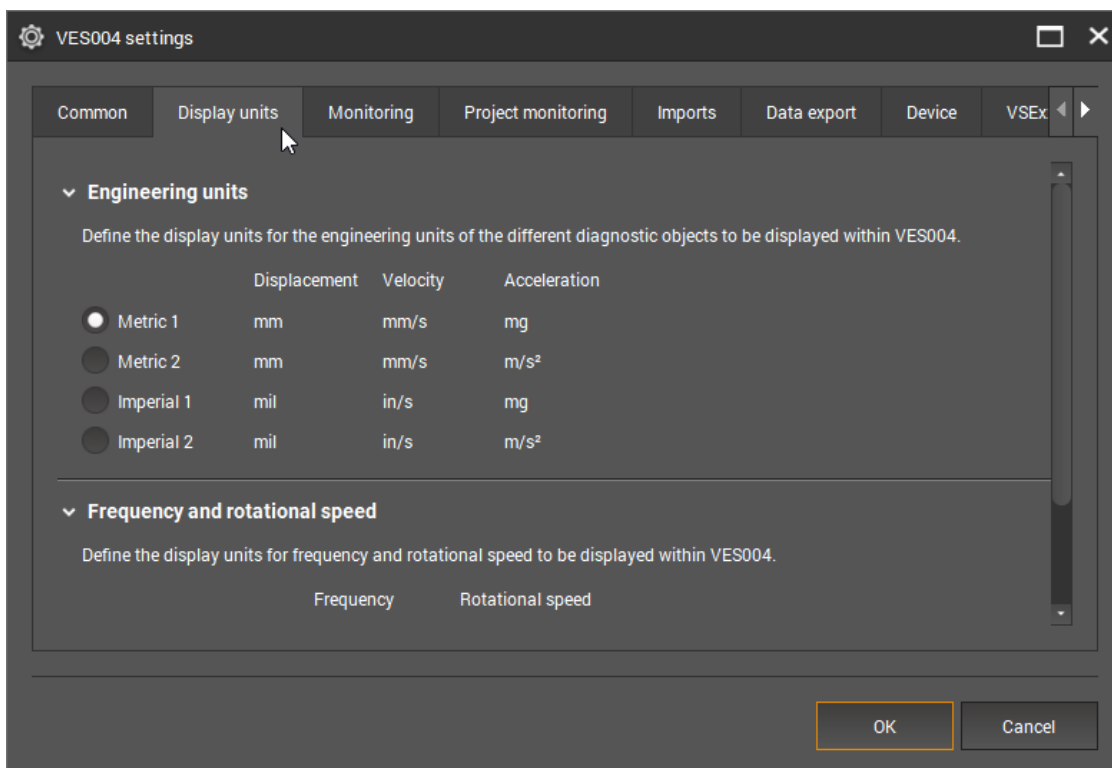 VES004 settings
Common Display units Monitoring Project monitoring Imports Data export Device VSEx
Engineering units
Define the display units for the engineering units of the different diagnostic objects to be displayed within VES004.
Displacement Velocity Acceleration
Metric 1 mm mm/s mg
Metric 2 mm mm/s m/s²
Imperial 1 mil in/s mg
Imperial 2 mil in/s m/s²
Frequency and rotational speed
Define the display units for frequency and rotational speed to be displayed within VES004.
Frequency Rotational speed
OK Cancel